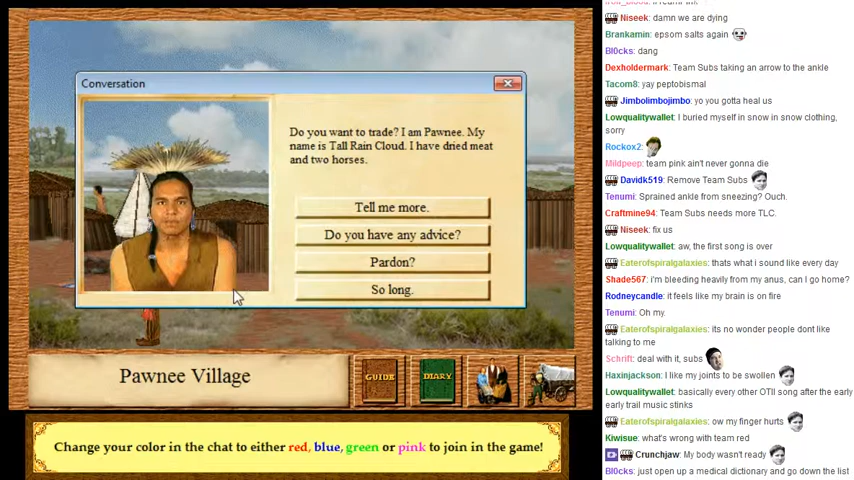 Conversation
Do you want to trade? I am Pawnee. My
name is Tall Rain Cloud. I have dried meat
and two horses.
Tell me more.
Do you have any advice?
Pardon?
So long.
Pawnee Village
GUIDE
DIARY
Change your color in the chat to either red, blue, green or pink to join in the game!
Niseek: damn we are dying
Brankamin: epsom salts again
Bl0cks: dang
Dexholdermark: Team Subs taking an arrow to the ankle
Tacom8: yay peptobismal
Jimbolimbojimbo: yo you gotta heal us
Lowqualitywallet: I buried myself in snow in snow clothing,
sorry
Rockox2:
Mildpeep: team pink ain't never gonna die
Davidk519: Remove Team Subs
Tenumi: Sprained ankle from sneezing? Ouch.
Craftmine94: Team Subs needs more TLC.
Niseek: fix us
Lowqualitywallet: aw, the first song is over
Eaterofspiralgalaxies: thats what i sound like every day
Shade567: i'm bleeding heavily from my anus, can I go home?
Rodneycandle: it feels like my brain is on fire
Tenumi: Oh my.
Eaterofspiralgalaxies: its no wonder people dont like
talking to me
Schrift: deal with it, subs
Haxinjackson: I like my joints to be swollen
Lowqualitywallet: basically every other OTII song after the early
early trail music stinks
Eaterofspiralgalaxies: ow my finger hurts
Kiwisue: what's wrong with team red
Crunchjaw: My body wasn't ready
Bl0cks: just open up a medical dictionary and go down the list